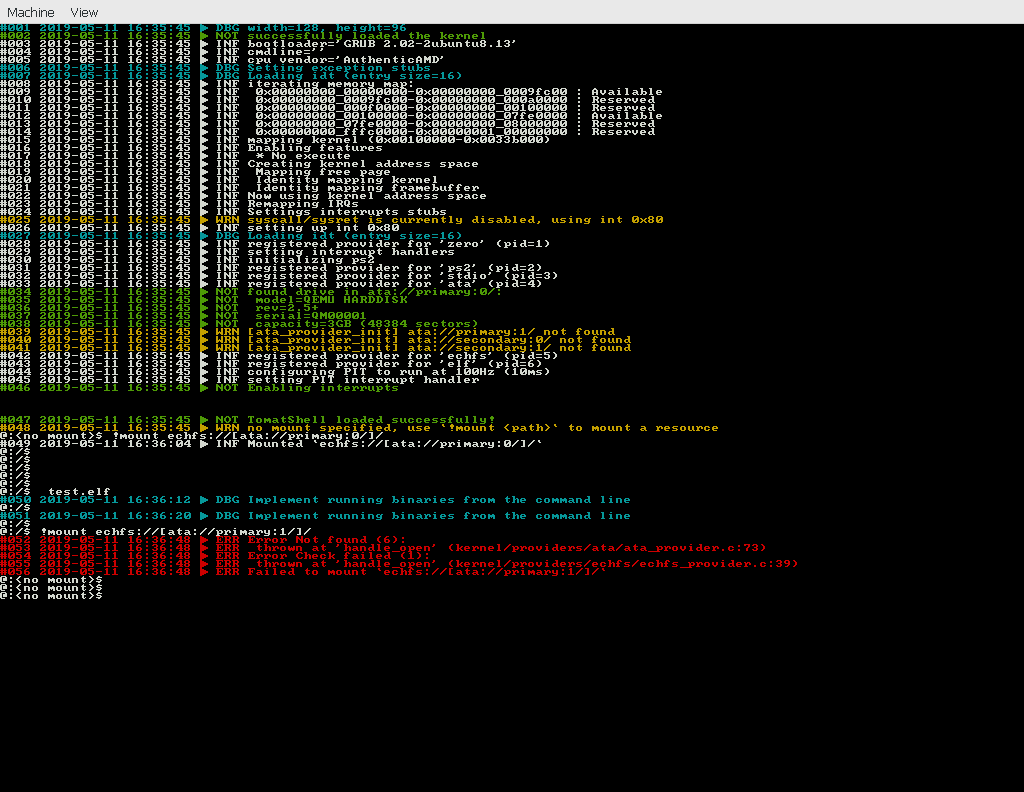 Machine View
#001 2019-05-11 16:35:45 ► DBG width=128, height=96
#002 2019-05-11 16:35:45 ► NOT successfully loaded the kernel
#003 2019-05-11 16:35:45 ► INF bootloader='GRUB 2.02-2ubuntu8.13'
#004 2019-05-11 16:35:45 ► INF cmdline=''
#005 2019-05-11 16:35:45 ► INF cpu vendor='AuthenticAMD'
#006 2019-05-11 16:35:45 ► DBG Setting exception stubs
#007 2019-05-11 16:35:45 ► DBG Loading idt (entry size=16)
#008 2019-05-11 16:35:45 ► INF iterating memory map:
#009 2019-05-11 16:35:45 ► INF  0x00000000_00000000-0x00000000_0009fc00 : Available
#010 2019-05-11 16:35:45 ► INF  0x00000000_0009fc00-0x00000000_000a0000 : Reserved
#011 2019-05-11 16:35:45 ► INF  0x00000000_000f0000-0x00000000_00100000 : Reserved
#012 2019-05-11 16:35:45 ► INF  0x00000000_00100000-0x00000000_07fe0000 : Available
#013 2019-05-11 16:35:45 ► INF  0x00000000_07fe0000-0x00000000_08000000 : Reserved
#014 2019-05-11 16:35:45 ► INF  0x00000000_fffc0000-0x00000001_00000000 : Reserved
#015 2019-05-11 16:35:45 ► INF mapping kernel (0x00100000-0x0033b000)
#016 2019-05-11 16:35:45 ► INF Enabling features
#017 2019-05-11 16:35:45 ► INF  * No execute
#018 2019-05-11 16:35:45 ► INF Creating kernel address space
#019 2019-05-11 16:35:45 ► INF  Mapping free page
#020 2019-05-11 16:35:45 ► INF  Identity mapping kernel
#021 2019-05-11 16:35:45 ► INF  Identity mapping framebuffer
#022 2019-05-11 16:35:45 ► INF Now using kernel address space
#023 2019-05-11 16:35:45 ► INF Remapping IRQs
#024 2019-05-11 16:35:45 ► INF Settings interrupts stubs
#025 2019-05-11 16:35:45 ► WRN syscall/sysret is currently disabled, using int 0x80
#026 2019-05-11 16:35:45 ► INF setting up int 0x80
#027 2019-05-11 16:35:45 ► DBG Loading idt (entry size=16)
#028 2019-05-11 16:35:45 ► INF registered provider for 'zero' (pid=1)
#029 2019-05-11 16:35:45 ► INF setting interrupt handlers
#030 2019-05-11 16:35:45 ► INF initializing ps2
#031 2019-05-11 16:35:45 ► INF registered provider for 'ps2' (pid=2)
#032 2019-05-11 16:35:45 ► INF registered provider for 'stdio' (pid=3)
#033 2019-05-11 16:35:45 ► INF registered provider for 'ata' (pid=4)
#034 2019-05-11 16:35:45 ► NOT found drive in ata://primary:0/:
#035 2019-05-11 16:35:45 ► NOT  model=QEMU HARDDISK
#036 2019-05-11 16:35:45 ► NOT  rev=2.5+
#037 2019-05-11 16:35:45 ► NOT  serial=QM00001
#038 2019-05-11 16:35:45 ► NOT  capacity=3GB (48384 sectors)
#039 2019-05-11 16:35:45 ► WRN [ata_provider_init] ata://primary:1/ not found
#040 2019-05-11 16:35:45 ► WRN [ata_provider_init] ata://secondary:0/ not found
#041 2019-05-11 16:35:45 ► WRN [ata_provider_init] ata://secondary:1/ not found
#042 2019-05-11 16:35:45 ► INF registered provider for 'echfs' (pid=5)
#043 2019-05-11 16:35:45 ► INF registered provider for 'elf' (pid=6)
#044 2019-05-11 16:35:45 ► INF configuring PIT to run at 100Hz (10ms)
#045 2019-05-11 16:35:45 ► INF setting PIT interrupt handler
#046 2019-05-11 16:35:45 ► NOT Enabling interrupts
#047 2019-05-11 16:35:45 ► NOT TomatShell loaded successfully!
#048 2019-05-11 16:35:45 ► WRN no mount specified, use `!mount <path>` to mount a resource
@:(no mount)$ !mount echfs://[ata://primary:0/]/
#049 2019-05-11 16:36:04 ► INF Mounted `echfs://[ata://primary:0/]/`
@:/$
@:/$
@:/$
@:/$
@:/$
@:/$  test.elf
#050 2019-05-11 16:36:12 ► DBG Implement running binaries from the command line
@:/$
#051 2019-05-11 16:36:20 ► DBG Implement running binaries from the command line
@:/$
@:/$ !mount echfs://[ata://primary:1/]/
#052 2019-05-11 16:36:48 ► ERR Error Not found (6):
#053 2019-05-11 16:36:48 ► ERR  thrown at 'handle_open' (kernel/providers/ata/ata_provider.c:73)
#054 2019-05-11 16:36:48 ► ERR Error Check failed (1):
#055 2019-05-11 16:36:48 ► ERR  thrown at 'handle_open' (kernel/providers/echfs/echfs_provider.c:39)
#056 2019-05-11 16:36:48 ► ERR Failed to mount `echfs://[ata://primary:1/]/`
@:(no mount)$
@:(no mount)$
@:(no mount)$